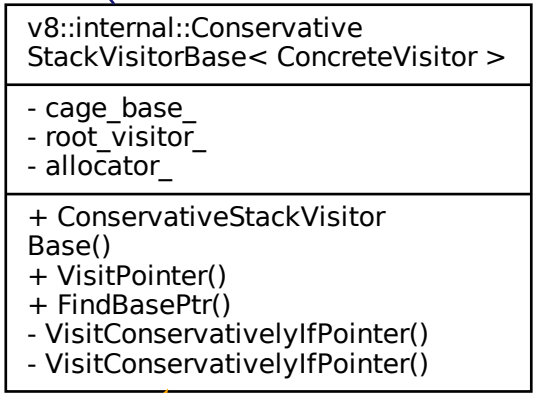 v8::internal::Conservative
StackVisitorBase< ConcreteVisitor >
- cage_base_
- root_visitor_
- allocator_
+ ConservativeStackVisitor
Base()
+ VisitPointer()
+ FindBasePtr()
- VisitConservativelyIfPointer()
- VisitConservativelyIfPointer()